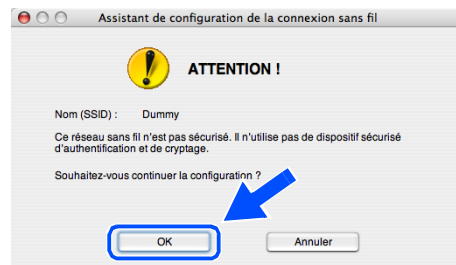 Assistant de configuration de la connexion sans fil
ATTENTION !
Nom (SSID) : Dummy
Ce réseau sans fil n'est pas sécurisé. Il n'utilise pas de dispositif sécurisé
d'authentification et de cryptage.
Souhaitez-vous continuer la configuration ?
OK Annuler